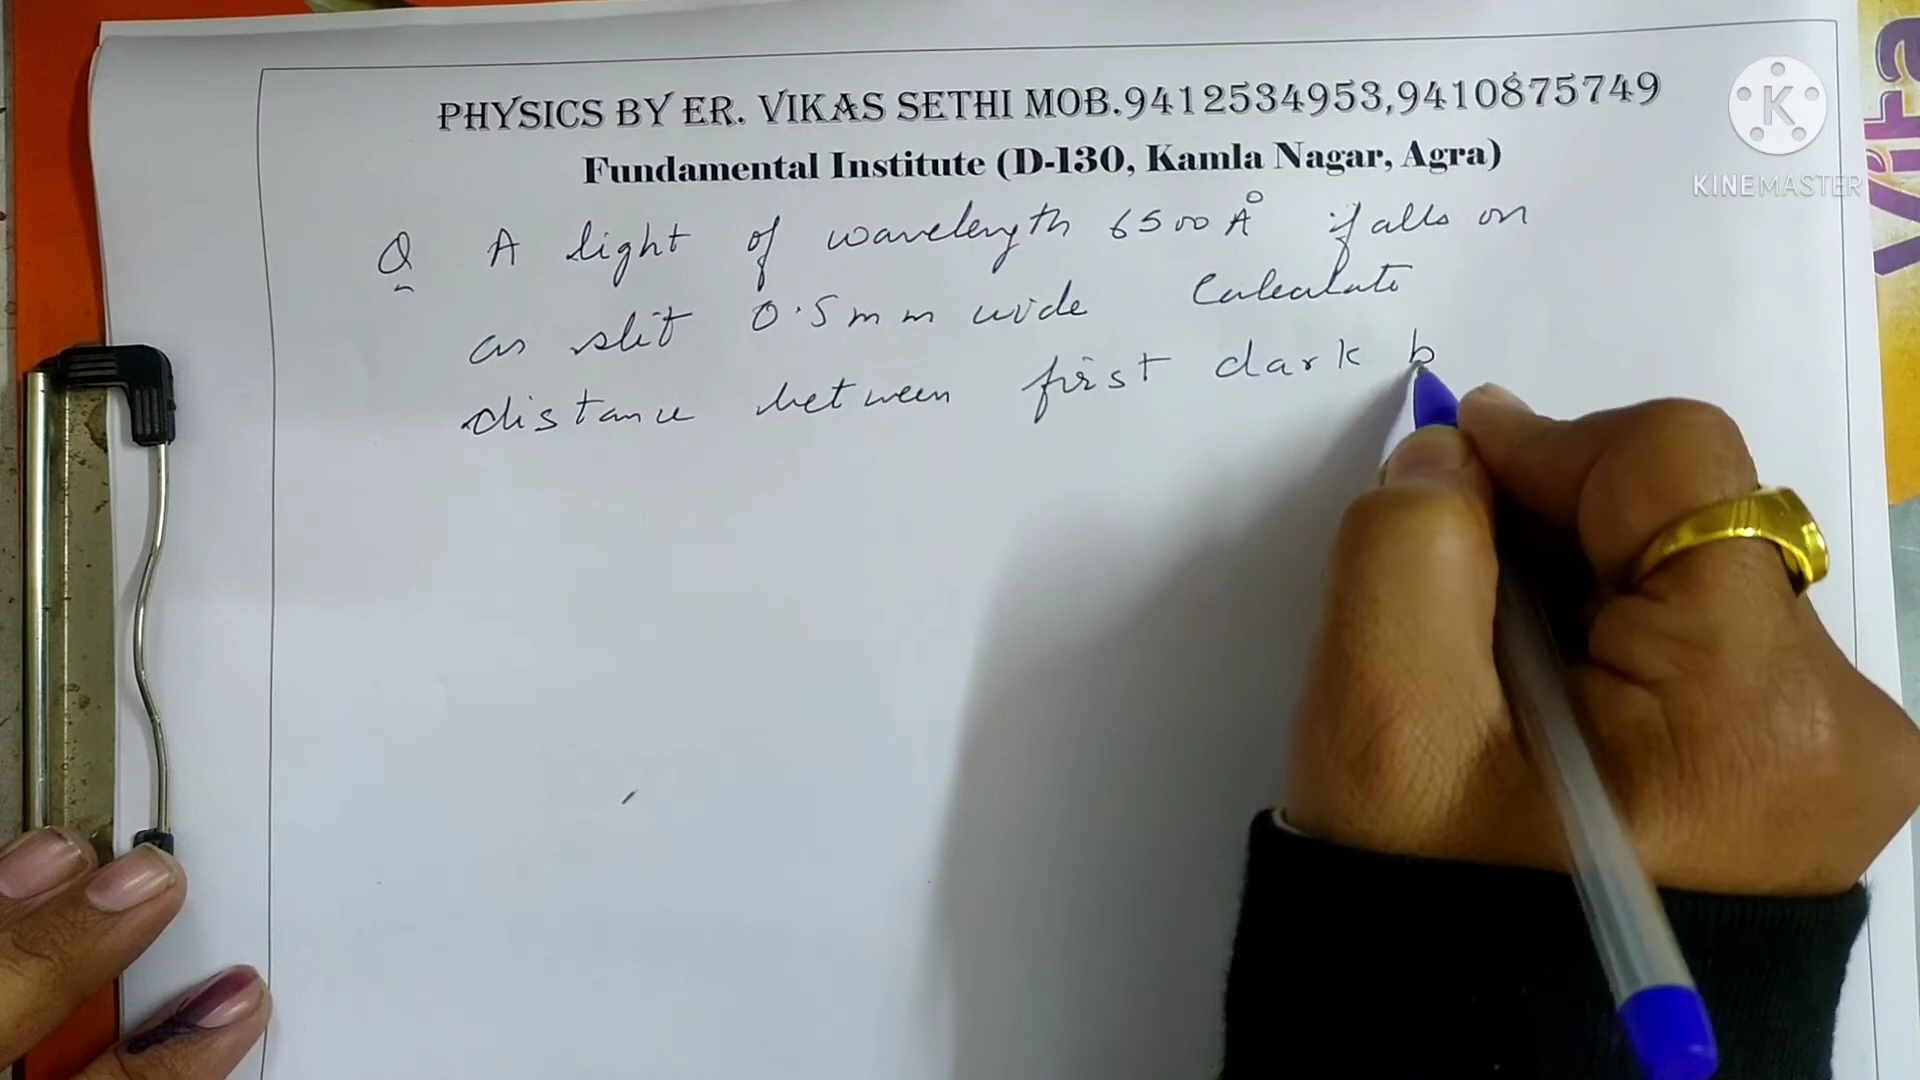 PHYSICS BY ER. VIKAS SETHI MOB.9412534953,9410875749
Fundamental Institute (D-130, Kamla Nagar, Agra)
K
KINEMASTER
Vita
Q A light of wavelength 6500 A° falls on
a slit 0.5mm wide Calculate
distance between first dark b